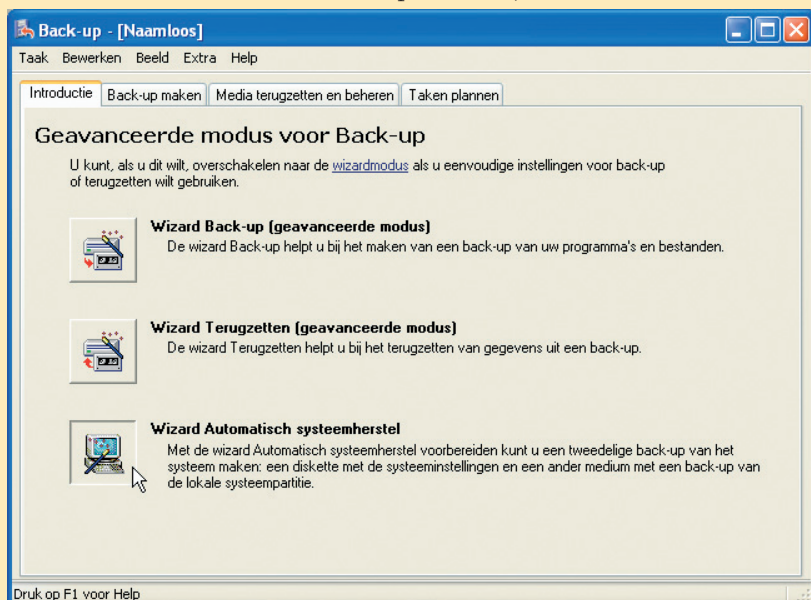 Back-up - [Naamloos]
Taak Bewerken Beeld Extra Help
Introductie Back-up maken Media terugzetten en beheren Taken plannen
Geavanceerde modus voor Back-up
U kunt, als u dit wilt, overschakelen naar de wizardmodus als u eenvoudige instellingen voor back-up
of terugzetten wilt gebruiken.
Wizard Back-up (geavanceerde modus)
De wizard Back-up helpt u bij het maken van een back-up van uw programma's en bestanden.
Wizard Terugzetten (geavanceerde modus)
De wizard Terugzetten helpt u bij het terugzetten van gegevens uit een back-up.
Wizard Automatisch systeemherstel
Met de wizard Automatisch systeemherstel voorbereiden kunt u een tweedelige back-up van het
systeem maken: een diskette met de systeeminstellingen en een ander medium met een back-up van
de lokale systeempartitie.
Druk op F1 voor Help